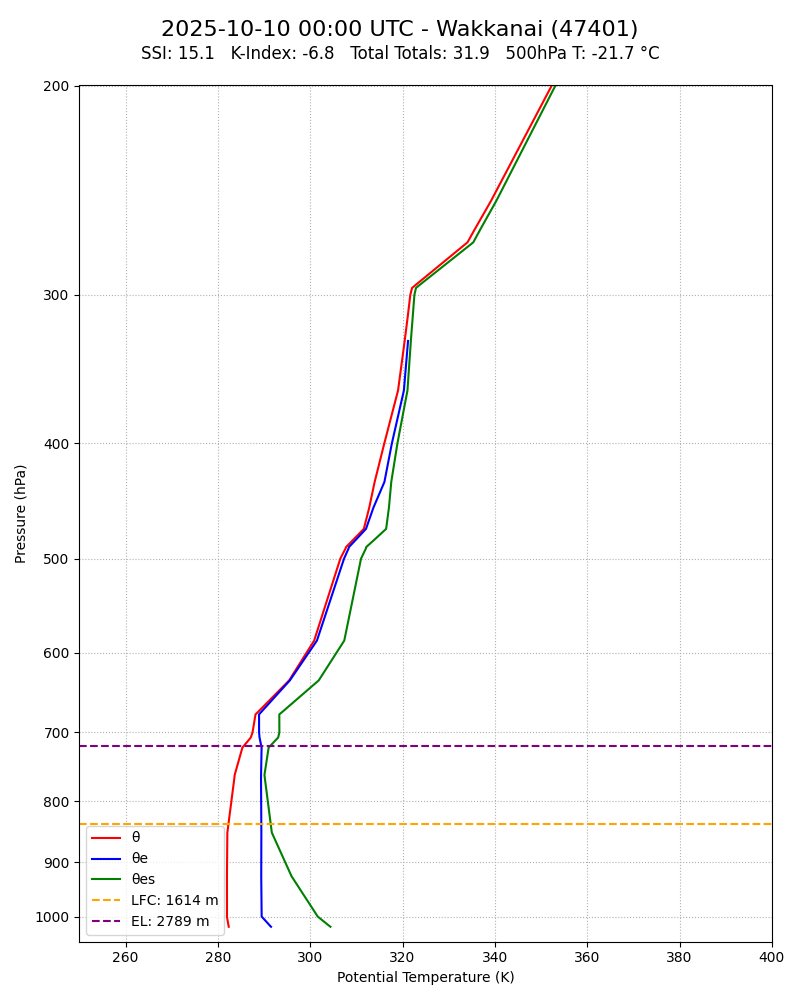 2025-10-10 00:00 UTC - Wakkanai (47401)
SSI: 15.1   K-Index: -6.8   Total Totals: 31.9   500hPa T: -21.7 °C
200
300
400
500
600
700
800
900
1000
Pressure (hPa)
θ
θe
θes
LFC: 1614 m
EL: 2789 m
260 280 300 320 340 360 380 400
Potential Temperature (K)